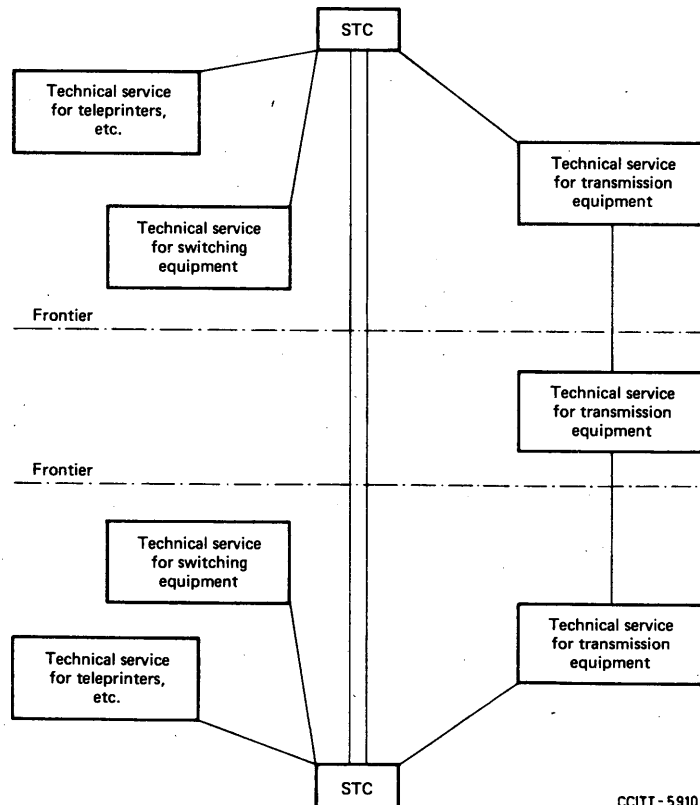 STC
Technical service
for teleprinters,
etc.
Technical service
for transmission
equipment
Technical service
for switching
equipment
Frontier
Technical service
for transmission
equipment
Frontier
Technical service
for switching
equipment
Technical service
for transmission
equipment
Technical service
for teleprinters,
etc.
STC
CCITT - 5910